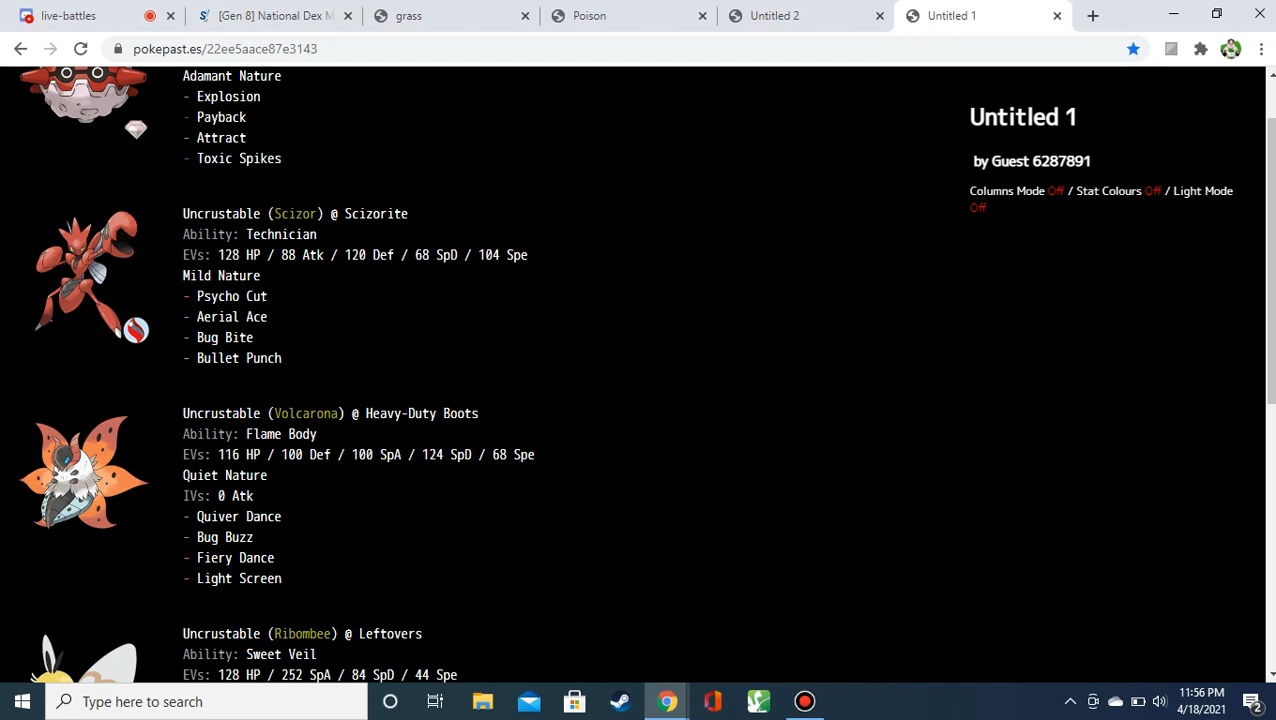 live-battles
[Gen 8] National Dex M
grass
Poison
Untitled 2
Untitled 1
pokepast.es/22ee5aace87e3143
Adamant Nature
- Explosion
- Payback
- Attract
- Toxic Spikes
Uncrustable (Scizor) @ Scizorite
Ability: Technician
EVs: 128 HP / 88 Atk / 120 Def / 68 SpD / 104 Spe
Mild Nature
- Psycho Cut
- Aerial Ace
- Bug Bite
- Bullet Punch
Uncrustable (Volcarona) @ Heavy-Duty Boots
Ability: Flame Body
EVs: 116 HP / 100 Def / 100 SpA / 124 SpD / 68 Spe
Quiet Nature
IVs: 0 Atk
- Quiver Dance
- Bug Buzz
- Fiery Dance
- Light Screen
Uncrustable (Ribombee) @ Leftovers
Ability: Sweet Veil
EVs: 128 HP / 252 SpA / 84 SpD / 44 Spe
Untitled 1
by Guest 6287891
Columns Mode Off / Stat Colours Off / Light Mode
Off
Type here to search
11:56 PM
4/18/2021
2